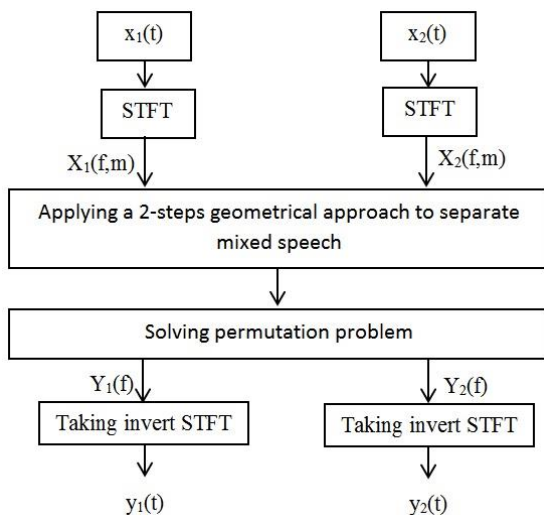 x₁(t)
x₂(t)
STFT
STFT
X₁(f,m)
X₂(f,m)
Applying a 2-steps geometrical approach to separate
mixed speech
Solving permutation problem
Y₁(f)
Y₂(f)
Taking invert STFT
Taking invert STFT
y₁(t)
y₂(t)